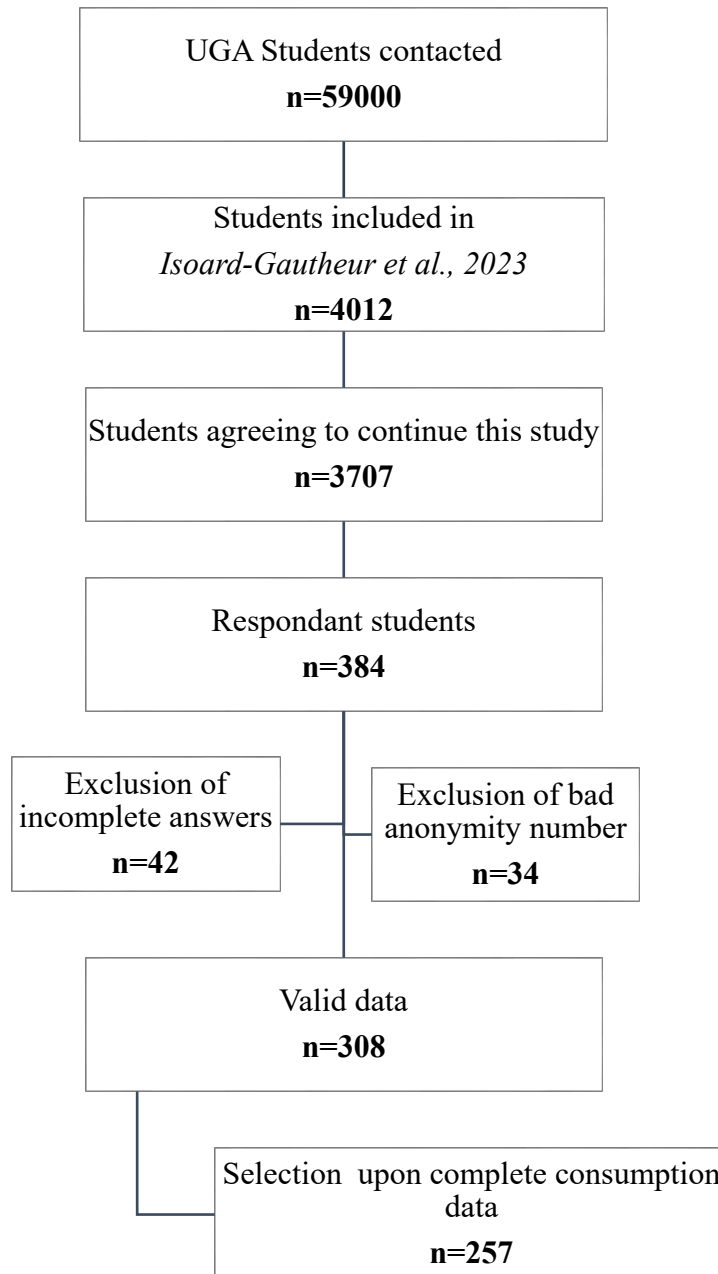 UGA Students contacted
n=59000
Students included in
Isoard-Gautheur et al., 2023
n=4012
Students agreeing to continue this study
n=3707
Respondant students
n=384
Exclusion of
incomplete answers
n=42
Exclusion of bad
anonymity number
n=34
Valid data
n=308
Selection upon complete consumption
data
n=257